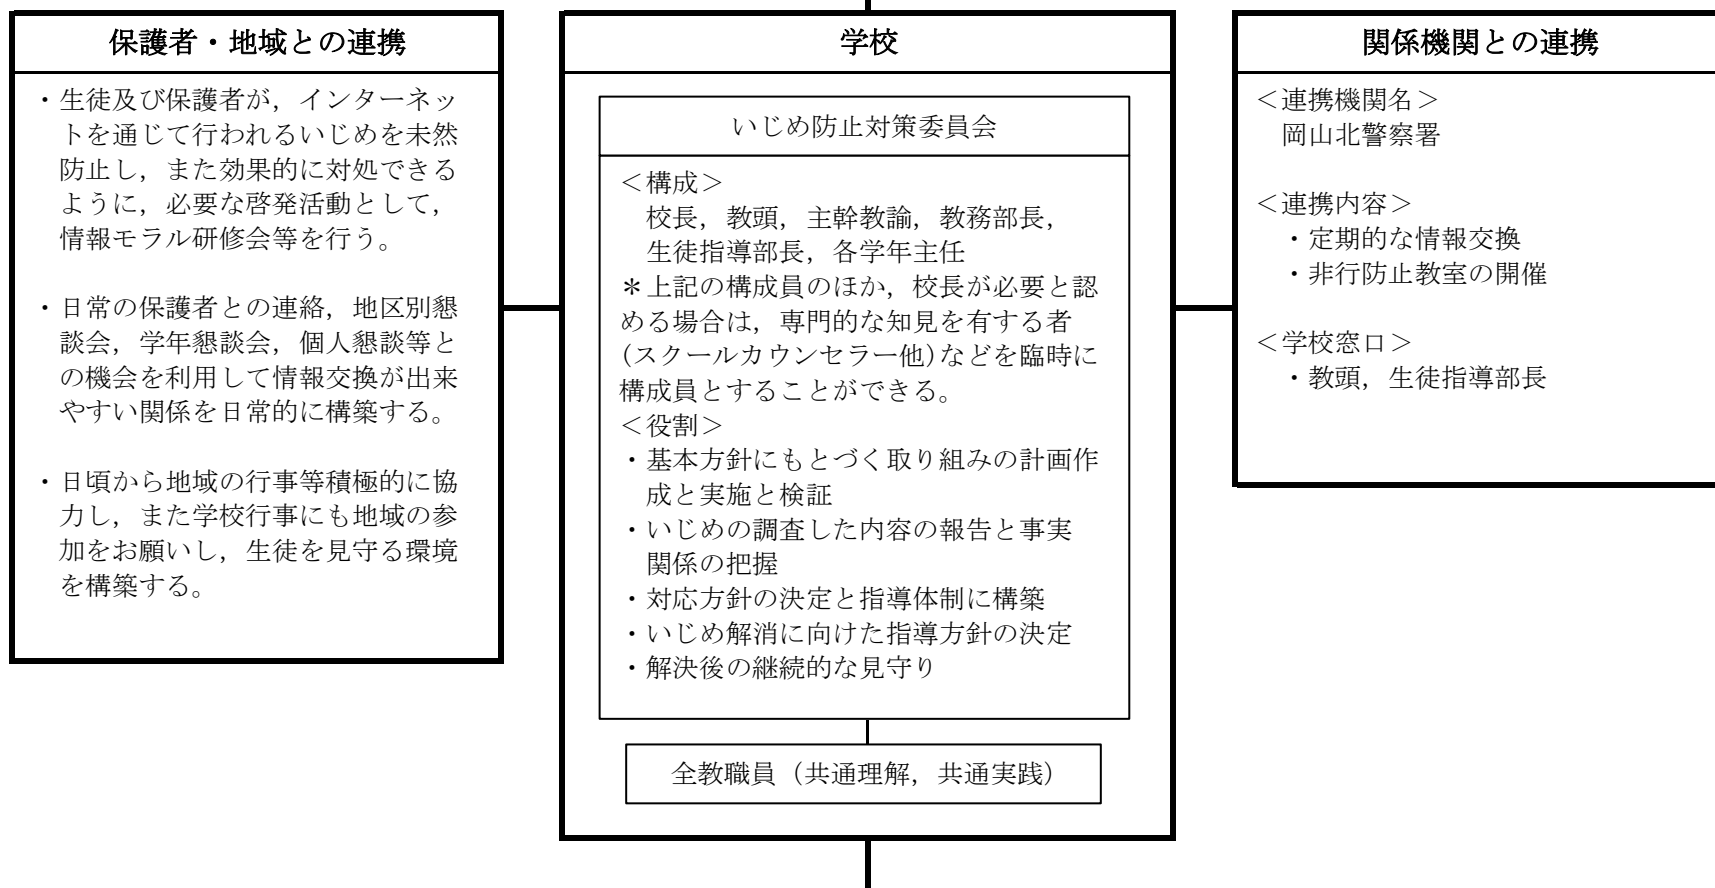 保護者・地域との連携
・生徒及び保護者が，インターネッ
トを通じて行われるいじめを未然
防止し，また効果的に対処できる
ように，必要な啓発活動として，
情報モラル研修会等を行う。
・日常の保護者との連絡，地区別懇
談会，学年懇談会，個人懇談等と
の機会を利用して情報交換が出来
やすい関係を日常的に構築する。
・日頃から地域の行事等積極的に協
力し，また学校行事にも地域の参
加をお願いし，生徒を見守る環境
を構築する。
学校
いじめ防止対策委員会
＜構成＞
校長，教頭，主幹教諭，教務部長，
生徒指導部長，各学年主任
＊上記の構成員のほか，校長が必要と認
める場合は，専門的な知見を有する者
(スクールカウンセラー他)などを臨時に
構成員とすることができる。
＜役割＞
・基本方針にもとづく取り組みの計画作
成と実施と検証
・いじめの調査した内容の報告と事実
関係の把握
・対応方針の決定と指導体制に構築
・いじめ解消に向けた指導方針の決定
・解決後の継続的な見守り
全教職員（共通理解，共通実践）
関係機関との連携
＜連携機関名＞
岡山北警察署
＜連携内容＞
・定期的な情報交換
・非行防止教室の開催
＜学校窓口＞
・教頭，生徒指導部長